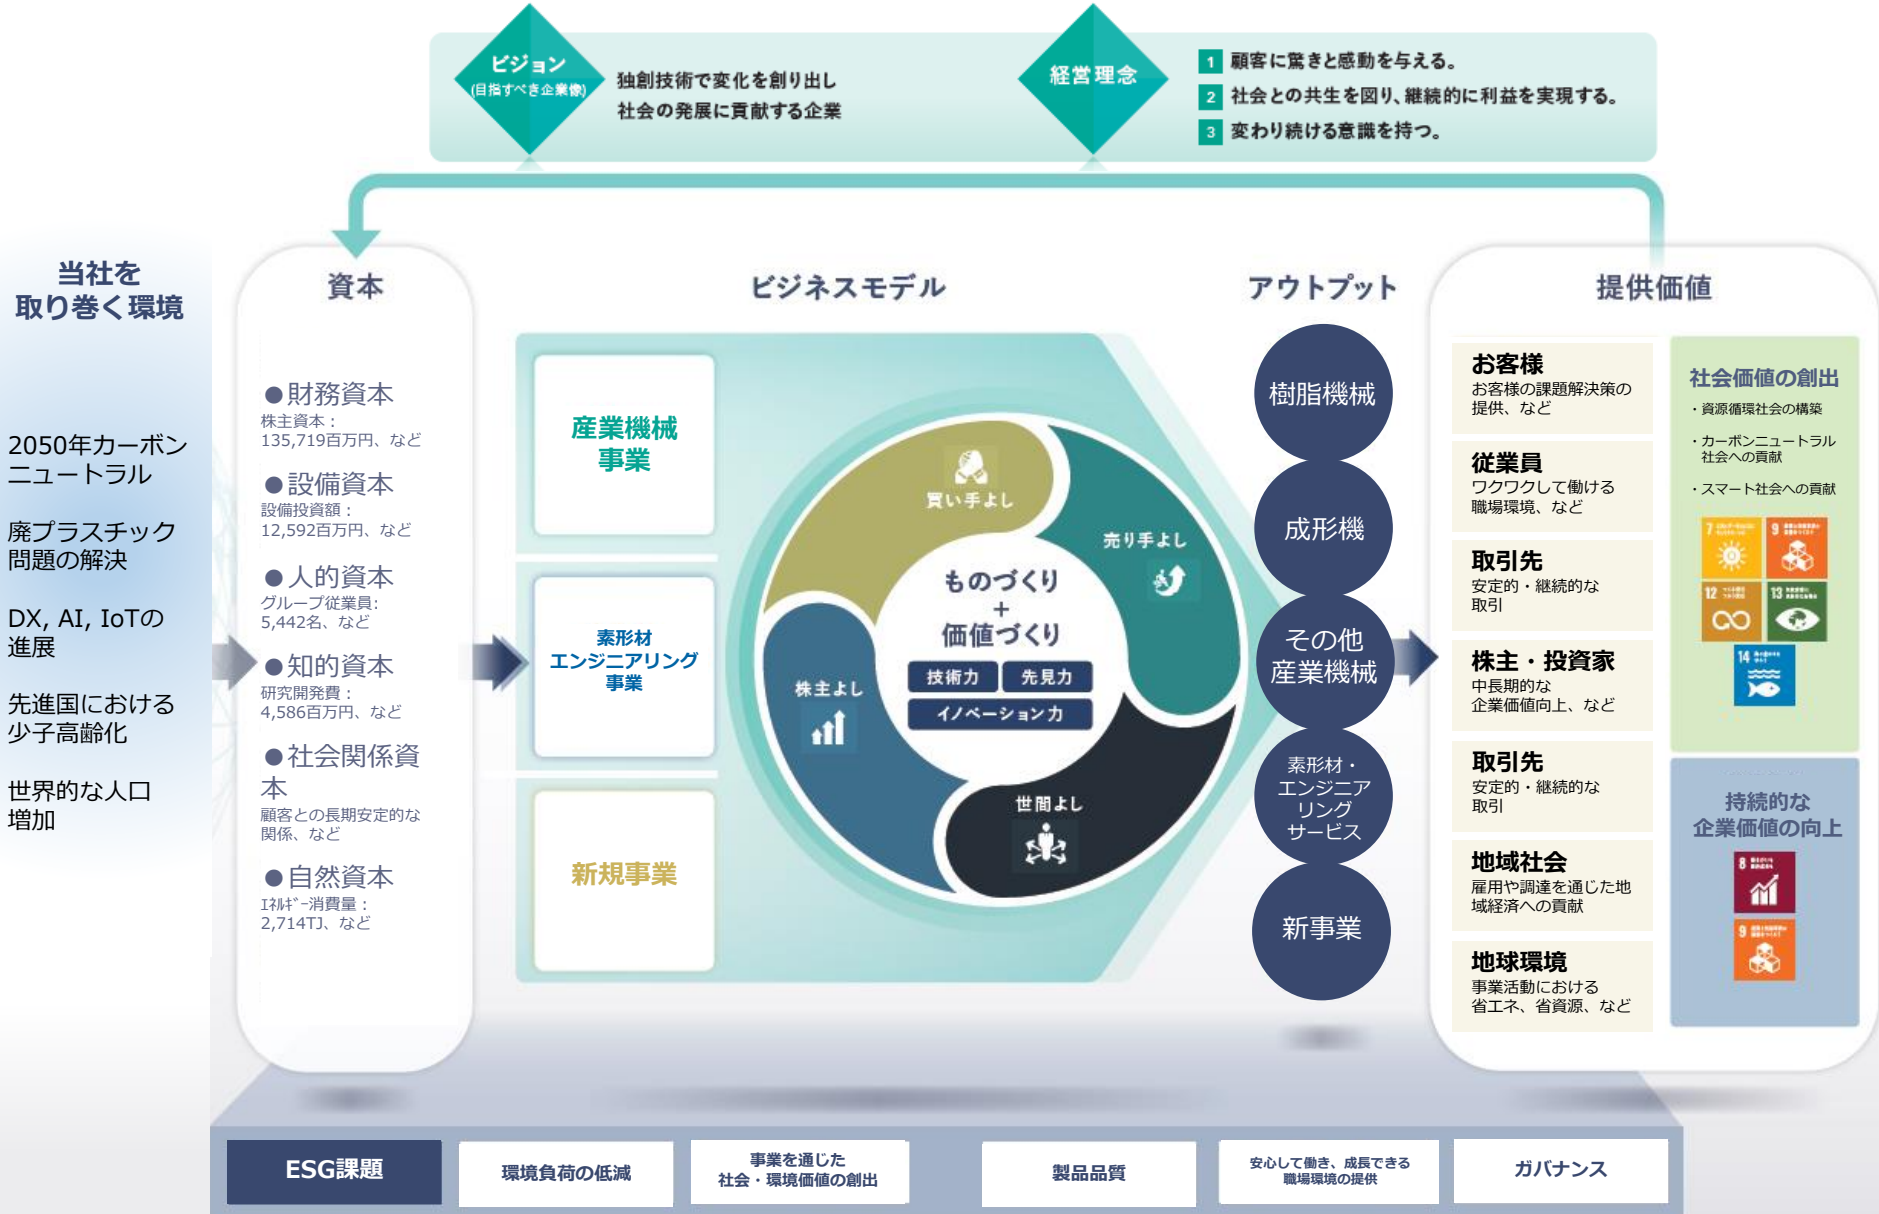 ビジョン
(目指すべき企業像)
独創技術で変化を創り出し
社会の発展に貢献する企業
経営理念
1 顧客に驚きと感動を与える。
2 社会との共生を図り、継続的に利益を実現する。
3 変わり続ける意識を持つ。
当社を
取り巻く環境
2050年カーボン
ニュートラル
廃プラスチック
問題の解決
DX, AI, IoTの
進展
先進国における
少子高齢化
世界的な人口
増加
資本
●財務資本
株主資本：
135,719百万円、など
●設備資本
設備投資額：
12,592百万円、など
●人的資本
グループ従業員:
5,442名、など
●知的資本
研究開発費：
4,586百万円、など
●社会関係資
本
顧客との長期安定的な
関係、など
●自然資本
ｴﾈﾙｷﾞｰ消費量：
2,714TJ、など
ビジネスモデル
産業機械
事業
素形材
エンジニアリング
事業
新規事業
買い手よし
売り手よし
株主よし
世間よし
ものづくり
+
価値づくり
技術力
先見力
イノベーション力
アウトプット
樹脂機械
成形機
その他
産業機械
素形材・
エンジニア
リング
サービス
新事業
提供価値
お客様
お客様の課題解決策の
提供、など
従業員
ワクワクして働ける
職場環境、など
取引先
安定的・継続的な
取引
株主・投資家
中長期的な
企業価値向上、など
取引先
安定的・継続的な
取引
地域社会
雇用や調達を通じた地
域経済への貢献
地球環境
事業活動における
省エネ、省資源、など
社会価値の創出
・資源循環社会の構築
・カーボンニュートラル
社会への貢献
・スマート社会への貢献
7
9
12
13
14
持続的な
企業価値の向上
8
9
ESG課題
環境負荷の低減
事業を通じた
社会・環境価値の創出
製品品質
安心して働き、成長できる
職場環境の提供
ガバナンス